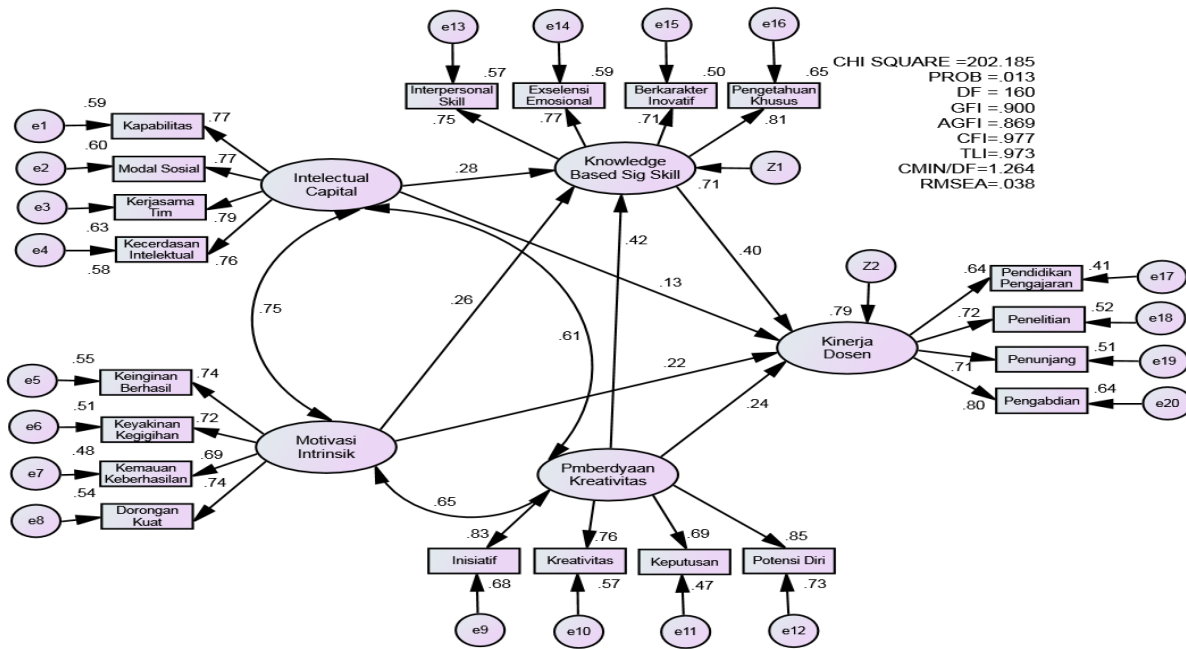 e13
e14
e15
e16
.57
.59
.50
.65
Interpersonal
Skill
Exselensi
Emosional
Berkarakter
Inovatif
Pengetahuan
Khusus
.75
.77
.71
.81
CHI SQUARE =202.185
PROB =.013
DF = 160
GFI =.900
AGFI =.869
CFI=.977
TLI=.973
CMIN/DF=1.264
RMSEA=.038
.59
e1
Kapabilitas
.77
.60
e2
Modal Sosial
.77
e3
Kerjasama
Tim
.79
.63
e4
Kecerdasan
Intelektual
.76
.58
Intelectual
Capital
.28
Knowledge
Based Sig Skill
.71
Z1
.42
.40
.13
.26
.75
.61
Z2
.79
Kinerja
Dosen
.22
.24
.64
Pendidikan
Pengajaran
.41
e17
.72
Penelitian
.52
e18
.71
Penunjang
.51
e19
.80
Pengabdian
.64
e20
.55
e5
Keinginan
Berhasil
.74
.51
e6
Keyakinan
Kegigihan
.72
.48
e7
Kemauan
Keberhasilan
.69
.54
e8
Dorongan
Kuat
.74
Motivasi
Intrinsik
.65
Pmberdyaan
Kreativitas
.83
.76
.69
.85
Inisiatif
Kreativitas
Keputusan
Potensi Diri
.68
.57
.47
.73
e9
e10
e11
e12